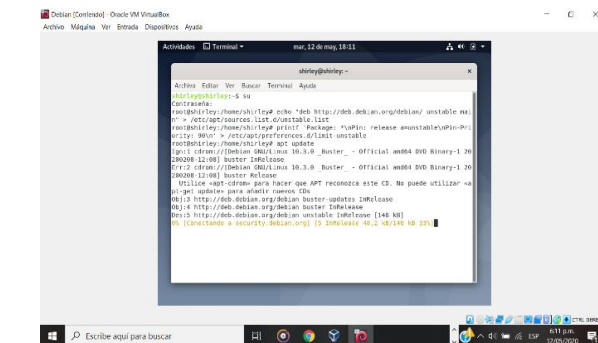 Debian [Corriendo] - Oracle VM VirtualBox
Archivo Máquina Ver Entrada Dispositivos Ayuda
Actividades Terminal mar, 12 de may, 18:11
shirley@shirley: ~
Archivo Editar Ver Buscar Terminal Ayuda
shirley@shirley:~$ su
Contraseña:
root@shirley:/home/shirley# echo "deb http://deb.debian.org/debian/ unstable mai
n" > /etc/apt/sources.list.d/unstable.list
root@shirley:/home/shirley# printf 'Package: *\nPin: release a=unstable\nPin-Pri
ority: 90\n' > /etc/apt/preferences.d/limit-unstable
root@shirley:/home/shirley# apt update
Ign:1 cdrom://[Debian GNU/Linux 10.3.0 _Buster_ - Official amd64 DVD Binary-1 20
200208-12:08] buster InRelease
Err:2 cdrom://[Debian GNU/Linux 10.3.0 _Buster_ - Official amd64 DVD Binary-1 20
200208-12:08] buster Release
Utilice «apt-cdrom» para hacer que APT reconozca este CD. No puede utilizar «a
pt-get update» para añadir nuevos CDs
Obj:3 http://deb.debian.org/debian buster-updates InRelease
Obj:4 http://deb.debian.org/debian buster InRelease
Des:5 http://deb.debian.org/debian unstable InRelease [146 kB]
0% [Conectando a security.debian.org] [5 InRelease 48,2 kB/146 kB 33%]
CTRL DERE
Escribe aquí para buscar
ESP
6:11 p.m.
12/05/2020